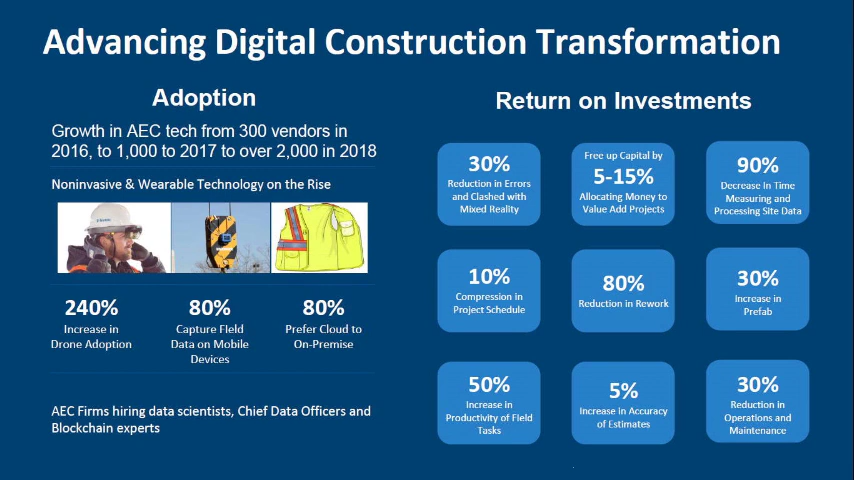 Advancing Digital Construction Transformation
Adoption
Growth in AEC tech from 300 vendors in
2016, to 1,000 to 2017 to over 2,000 in 2018
Noninvasive & Wearable Technology on the Rise
240%
Increase in
Drone Adoption
80%
Capture Field
Data on Mobile
Devices
80%
Prefer Cloud to
On-Premise
AEC Firms hiring data scientists, Chief Data Officers and
Blockchain experts
Return on Investments
30%
Reduction in Errors
and Clashed with
Mixed Reality
Free up Capital by
5-15%
Allocating Money to
Value Add Projects
90%
Decrease In Time
Measuring and
Processing Site Data
10%
Compression in
Project Schedule
80%
Reduction in Rework
30%
Increase in
Prefab
50%
Increase in
Productivity of Field
Tasks
5%
Increase in Accuracy
of Estimates
30%
Reduction in
Operations and
Maintenance